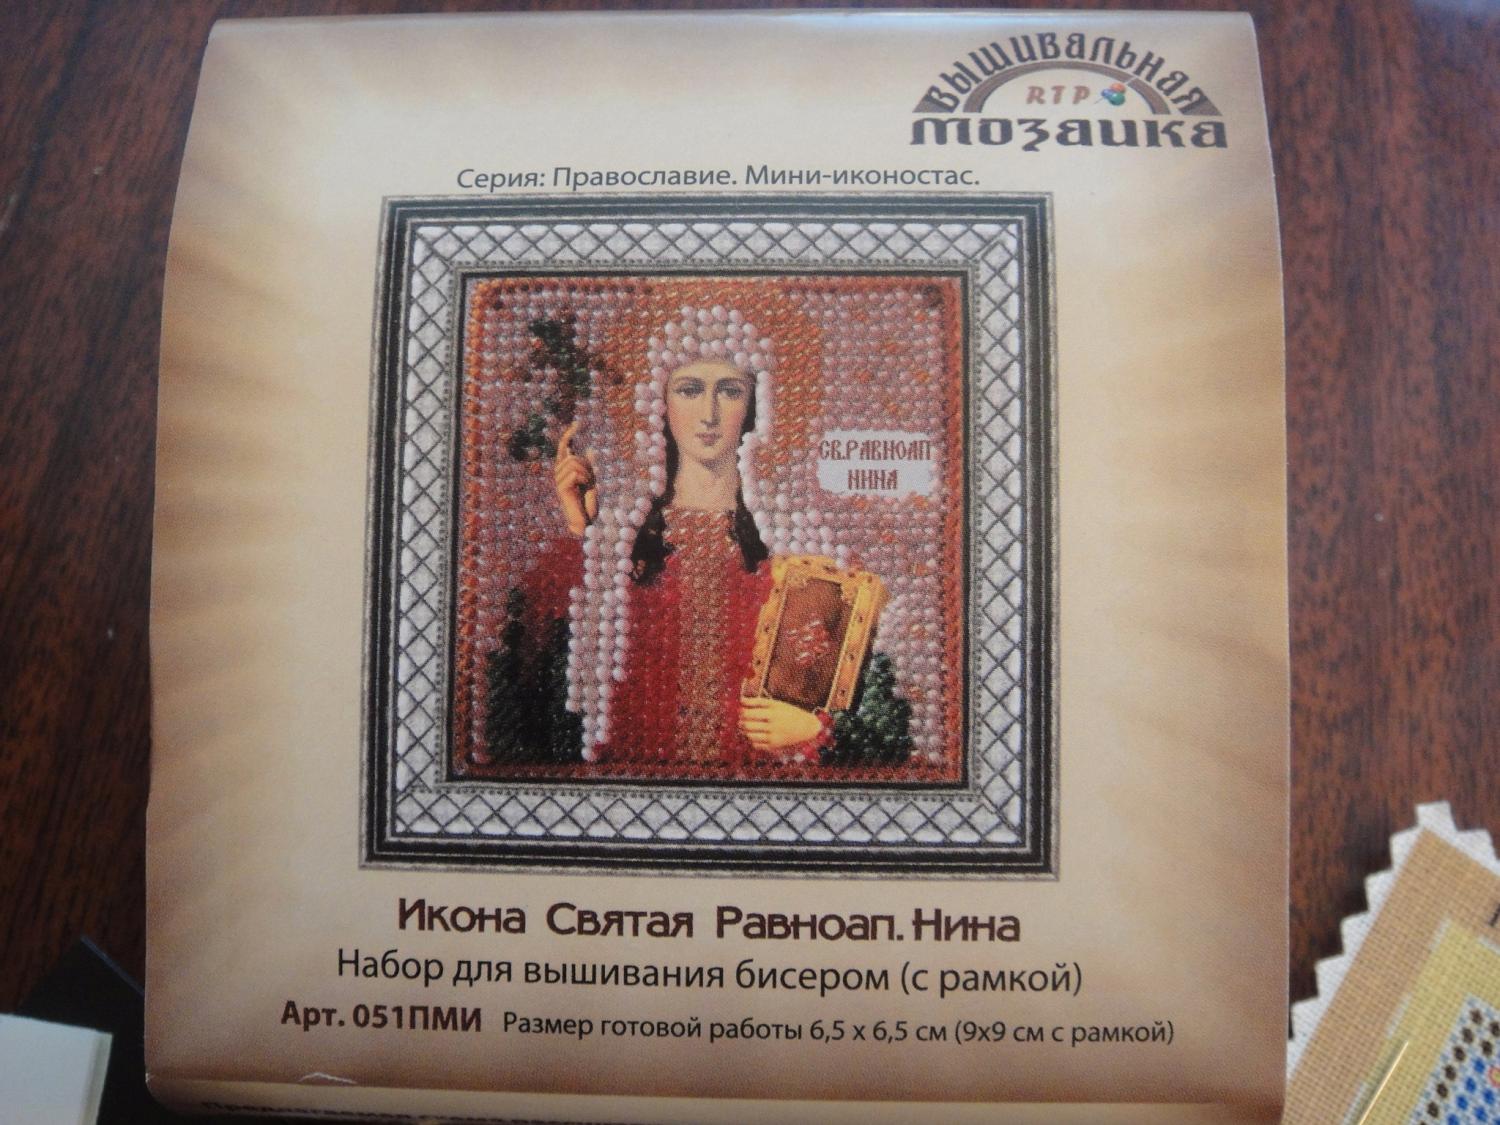 вышивальная
RTP
мозаика
Серия: Православие. Мини-иконостас.
СВ.РАВНОАП
НИНА
Икона Святая Равноап. Нина
Набор для вышивания бисером (с рамкой)
Арт. 051ПМИ Размер готовой работы 6,5 х 6,5 см (9х9 см с рамкой)